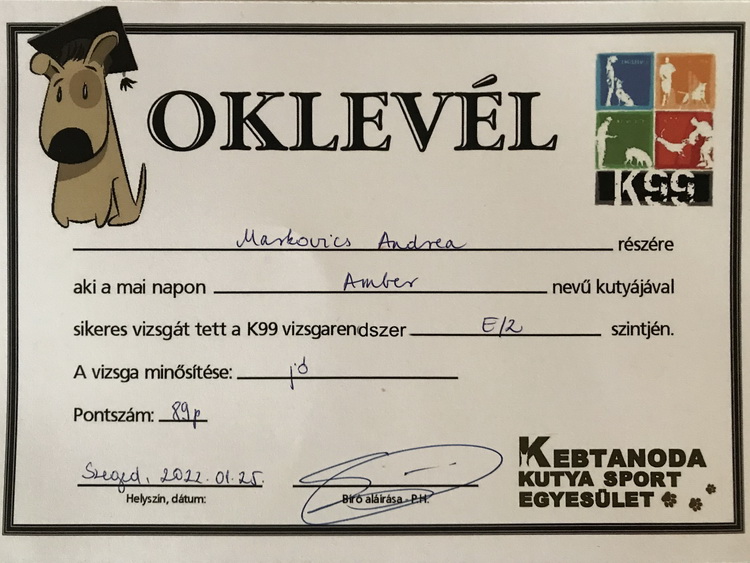 OKLEVÉL
K99
Markovics Andrea részére
aki a mai napon Amber nevű kutyájával
sikeres vizsgát tett a K99 vizsgarendszer E/2 szintjén.
A vizsga minősítése: jó
Pontszám: 89p
Szeged, 2022.01.25.
Helyszín, dátum:
Bíró aláírása - P.H.
KEBTANODA
KUTYA SPORT
EGYESÜLET